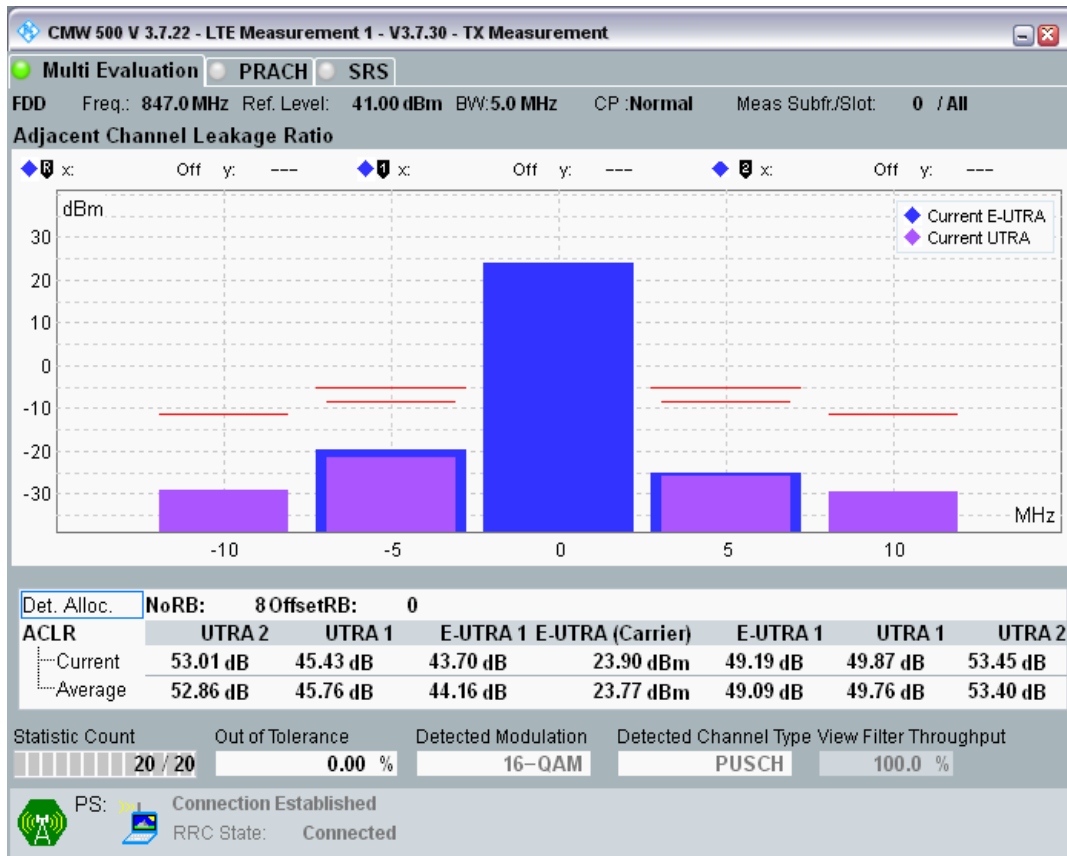 CMW 500 V 3.7.22 - LTE Measurement 1 - V3.7.30 - TX Measurement
Multi Evaluation PRACH SRS
FDD Freq.: 847.0 MHz Ref. Level: 41.00 dBm BW:5.0 MHz CP :Normal Meas Subfr./Slot: 0 / All
Adjacent Channel Leakage Ratio
R x: Off y: --- 1 x: Off y: --- 2 x: Off y: ---
dBm
Current E-UTRA
Current UTRA
30
20
10
0
-10
-20
-30
MHz
-10 -5 0 5 10
Det. Alloc. NoRB: 8 OffsetRB: 0
ACLR UTRA 2 UTRA 1 E-UTRA 1 E-UTRA (Carrier) E-UTRA 1 UTRA 1 UTRA 2
Current 53.01 dB 45.43 dB 43.70 dB 23.90 dBm 49.19 dB 49.87 dB 53.45 dB
Average 52.86 dB 45.76 dB 44.16 dB 23.77 dBm 49.09 dB 49.76 dB 53.40 dB
Statistic Count Out of Tolerance Detected Modulation Detected Channel Type View Filter Throughput
20 / 20 0.00 % 16-QAM PUSCH 100.0 %
PS: Connection Established
RRC State: Connected